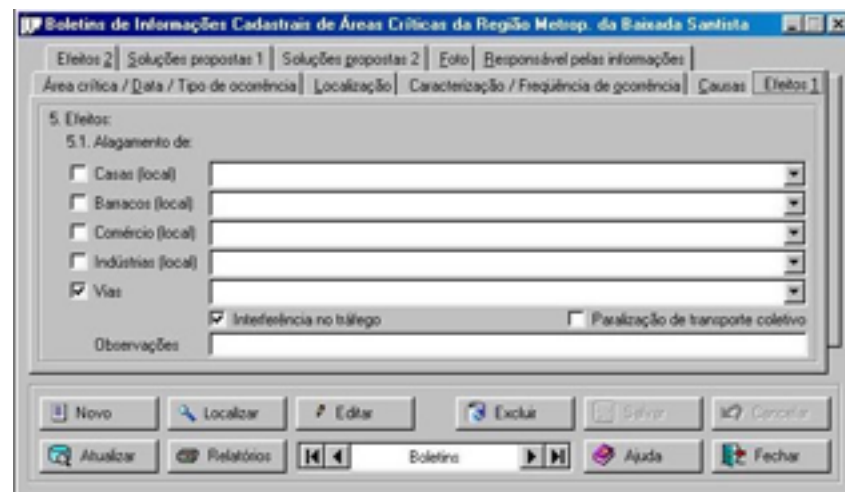 Boletins de Informações Cadastrais de Áreas Críticas da Região Metrop. da Baixada Santista
Efeitos 2 Soluções propostas 1 Soluções propostas 2 Foto Responsável pelas informações
Área crítica / Data / Tipo de ocorrência Localização Caracterização / Freqüência de ocorrência Causas Efeitos 1
5. Efeitos:
5.1. Alagamento de:
Casas (local)
Barracos (local)
Comércio (local)
Indústrias (local)
Vias
Interferência no tráfego Paralização de transporte coletivo
Observações
Novo Localizar Editar Excluir Salvar Cancelar
Atualizar Relatórios Boletins Ajuda Fechar